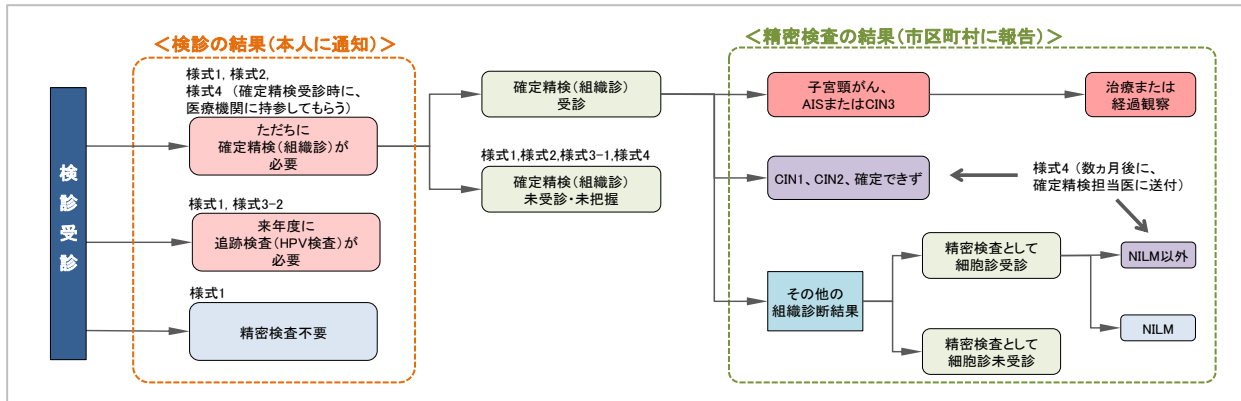 ＜検診の結果（本人に通知）＞
＜精密検査の結果（市区町村に報告）＞
検診受診
様式1, 様式2,
様式4 （確定精検受診時に、
医療機関に持参してもらう）
ただちに
確定精検（組織診）が
必要
様式1, 様式3-2
来年度に
追跡検査（HPV検査）が
必要
様式1
精密検査不要
確定精検（組織診）
受診
様式1,様式2,様式3-1,様式4
確定精検（組織診）
未受診・未把握
子宮頸がん、
AISまたはCIN3
治療または
経過観察
CIN1、CIN2、確定できず
様式4 （数ヵ月後に、
確定精検担当医に送付）
その他の
組織診断結果
精密検査として
細胞診受診
NILM以外
NILM
精密検査として
細胞診未受診